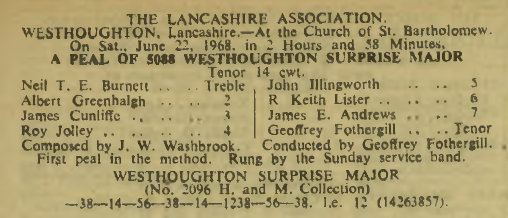 THE LANCASHIRE ASSOCIATION.
WESTHOUGHTON, Lancashire.—At the Church of St. Bartholomew.
On Sat., June 22, 1968, in 2 Hours and 58 Minutes,
A PEAL OF 5088 WESTHOUGHTON SURPRISE MAJOR
Tenor 14 cwt.
Neil T. E. Burnett .. .. Treble | John Illingworth .. .. 5
Albert Greenhalgh .. .. 2 | R Keith Lister .. .. .. 6
James Cunliffe .. .. .. 3 | James E. Andrews .. .. 7
Roy Jolley .. .. .. .. 4 | Geoffrey Fothergill .. .. Tenor
Composed by J. W. Washbrook. Conducted by Geoffrey Fothergill.
First peal in the method. Rung by the Sunday service band.
WESTHOUGHTON SURPRISE MAJOR
(No. 2096 H. and M. Collection)
—38—14—56—38—14—1238—56—38. l.e. 12 (14263857).